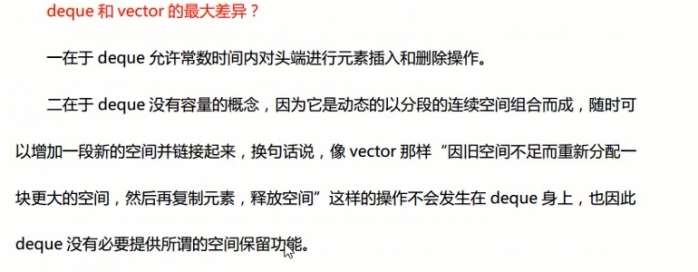 deque 和 vector 的最大差异？
一在于 deque 允许常数时间内对头端进行元素插入和删除操作。
二在于 deque 没有容量的概念，因为它是动态的以分段的连续空间组合而成，随时可
以增加一段新的空间并链接起来，换句话说，像 vector 那样“因旧空间不足而重新分配一
块更大的空间，然后再复制元素，释放空间”这样的操作不会发生在 deque 身上，也因此
deque 没有必要提供所谓的空间保留功能。